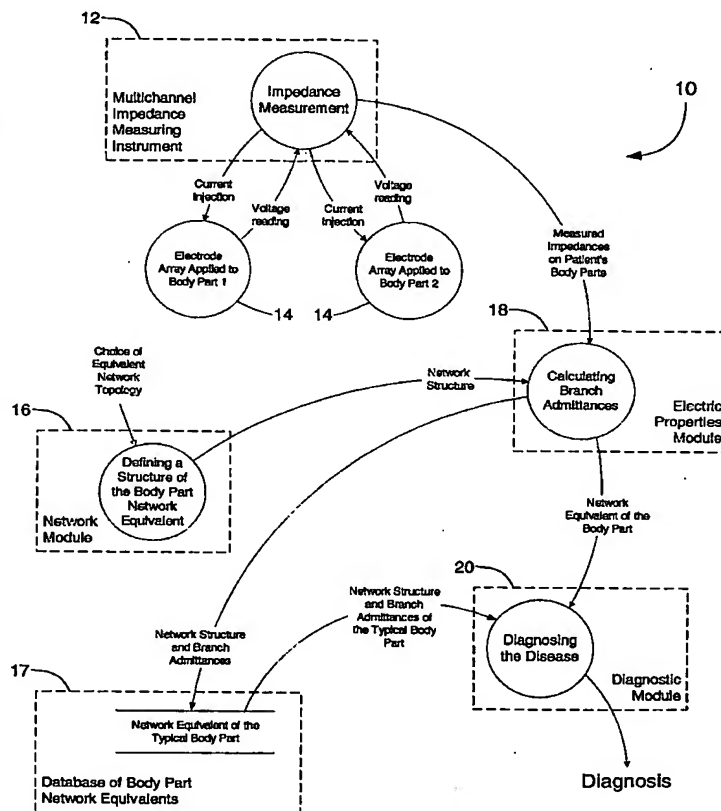 12
10
Multichannel
Impedance
Measuring
Instrument
Impedance
Measurement
Current
Injection
Voltage
reading
Current
Injection
Voltage
reading
Electrode
Array Applied to
Body Part 1
Electrode
Array Applied to
Body Part 2
14
14
Measured
Impedances
on Patient's
Body Parts
18
Choice of
Equivalent
Network
Topology
Network
Structure
Calculating
Branch
Admittances
Electric
Properties
Module
16
Defining a
Structure of
the Body Part
Network
Equivalent
Network
Module
Network
Equivalent of the
Body Part
20
Network Structure
and Branch
Admittances of
the Typical Body
Part
Diagnosing
the Disease
Diagnostic
Module
Network Structure
and Branch
Admittances
17
Network Equivalent of the
Typical Body Part
Database of Body Part
Network Equivalents
Diagnosis